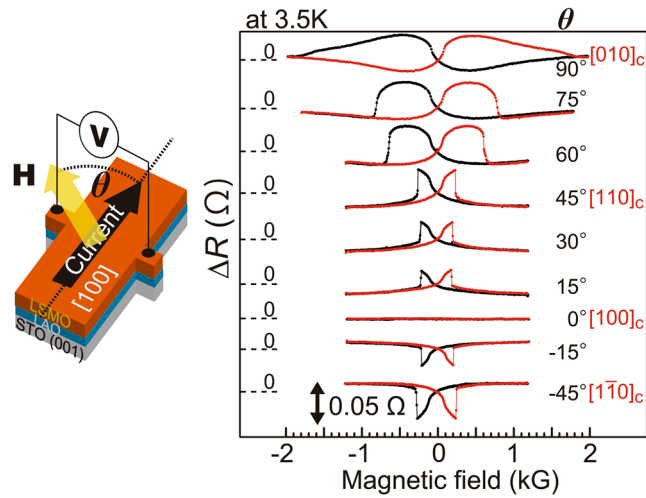 at 3.5K
θ
V
H
θ
Current
[100]
LSMO
LAO
STO (001)
ΔR (Ω)
0
0
0
0
0
0
0
0
0
90° [010]c
75°
60°
45° [110]c
30°
15°
0° [100]c
-15°
-45° [11̄0]c
0.05 Ω
-2 -1 0 1 2
Magnetic field (kG)